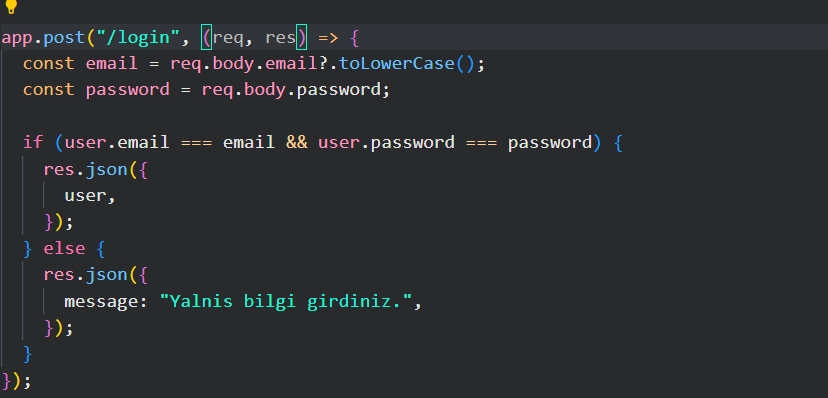 app.post("/login", (req, res) => {
const email = req.body.email?.toLowerCase();
const password = req.body.password;
if (user.email === email && user.password === password) {
res.json({
user,
});
} else {
res.json({
message: "Yalnis bilgi girdiniz.",
});
}
});